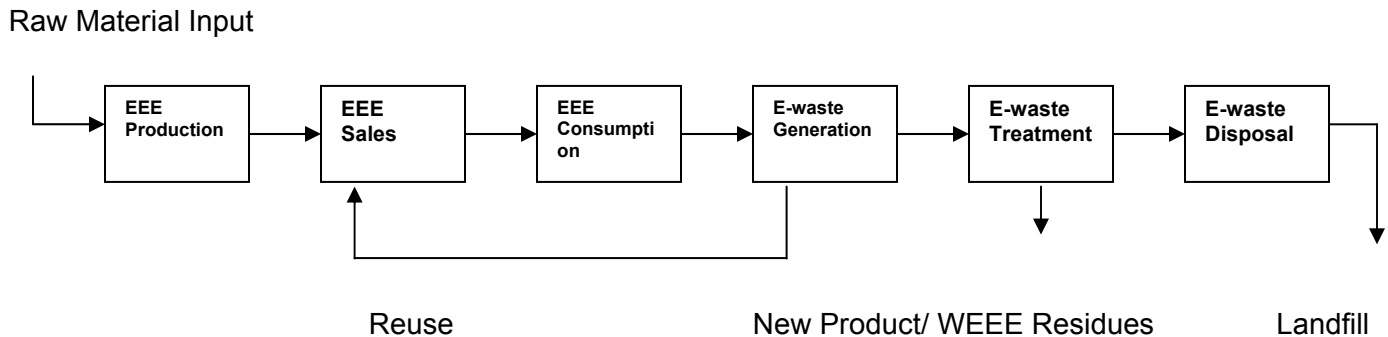 Raw Material Input
EEE
Production
EEE
Sales
EEE
Consumpti
on
E-waste
Generation
E-waste
Treatment
E-waste
Disposal
Reuse
New Product/ WEEE Residues
Landfill